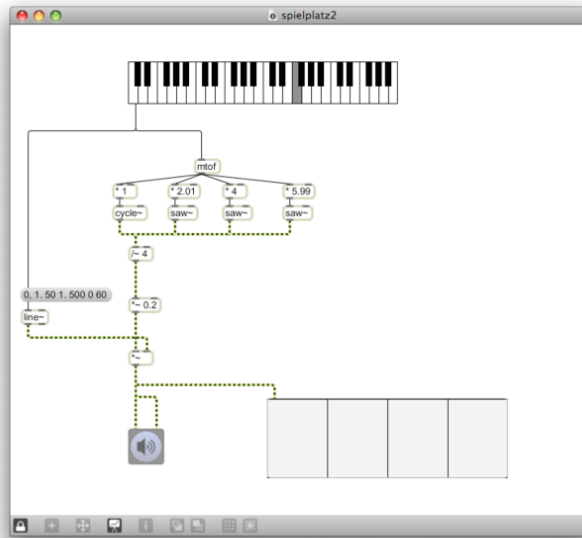 spielplatz2
mtof
* 1
* 2.01
* 4
* 5.99
cycle~
saw~
saw~
saw~
/~ 4
0, 1. 50 1. 500 0 60
*~ 0.2
line~
*~